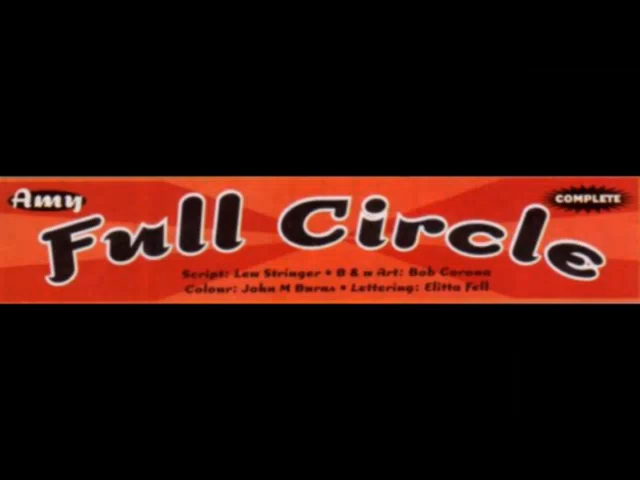 Amy
COMPLETE
Full Circle
Script: Lew Stringer • B & w Art: Bob Corona
Colour: John M Burns • Lettering: Elitta Fell